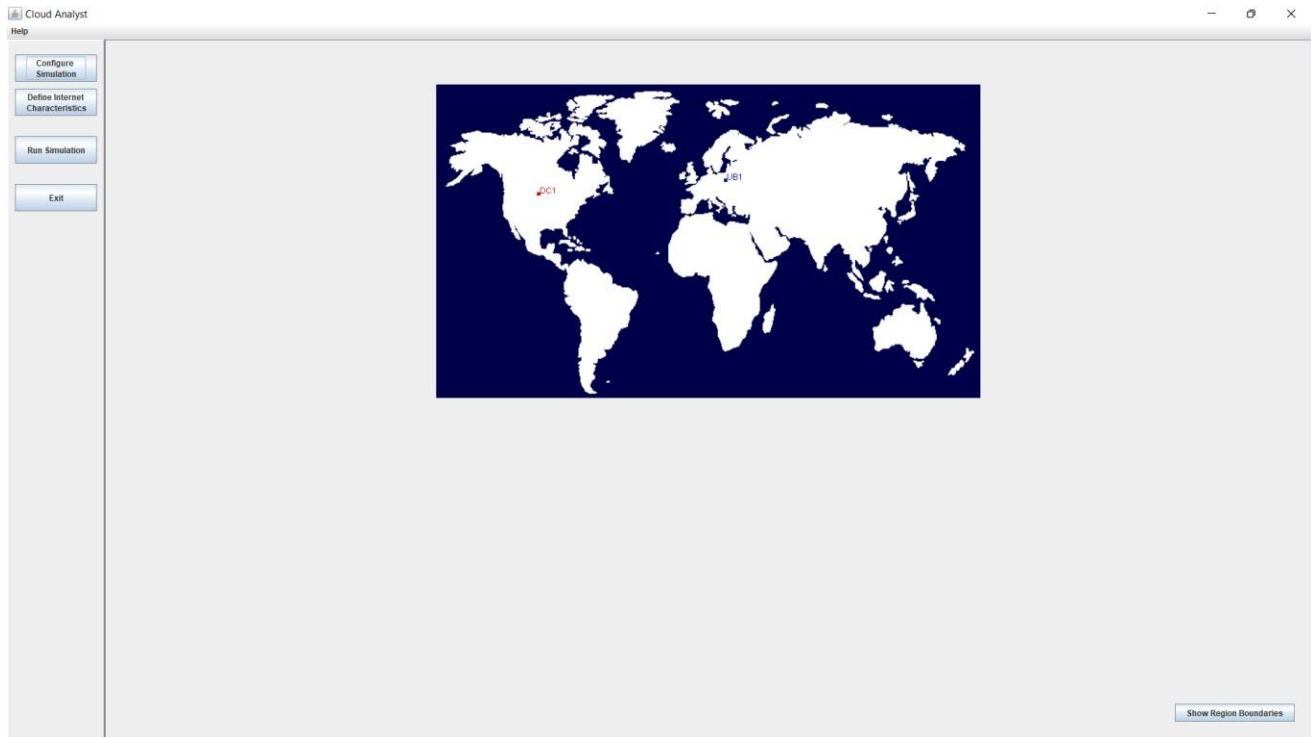 Cloud Analyst
Help
Configure
Simulation
Define Internet
Characteristics
Run Simulation
Exit
DC1
UB1
Show Region Boundaries